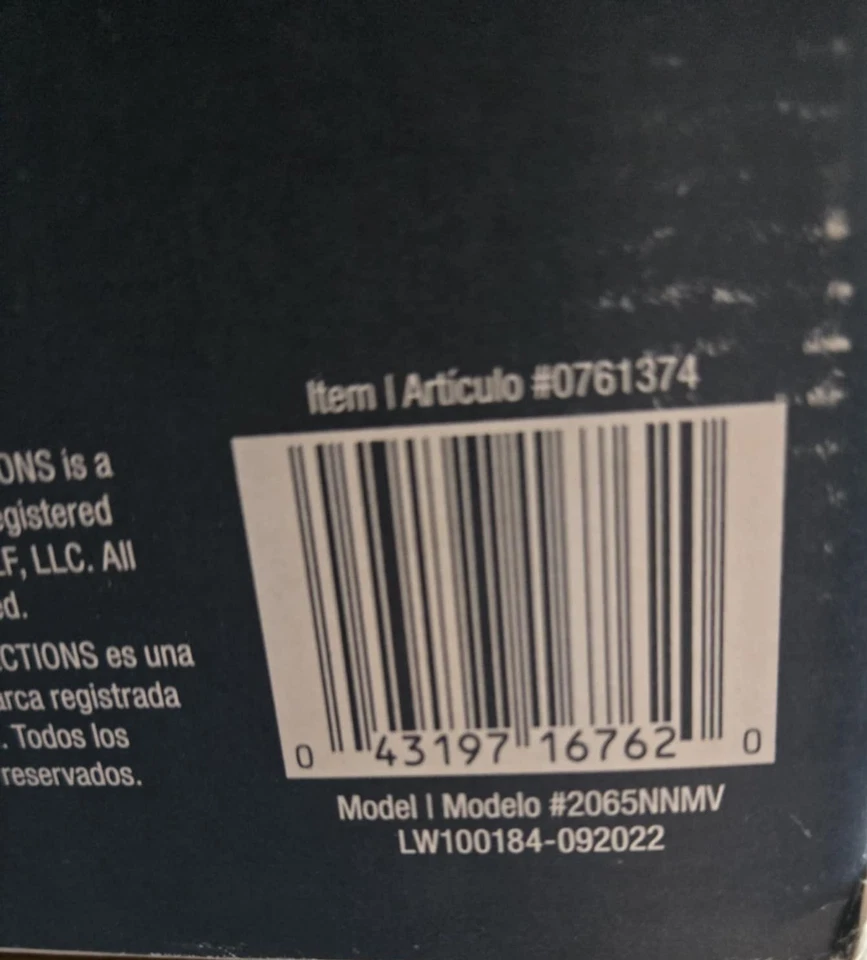 Item | Artículo #0761374
ONS is a
egistered
LF, LLC. All
ed.
CTIONS es una
arca registrada
. Todos los
reservados.
0 43197 16762 0
Model | Modelo #2065NNMV
LW100184-092022